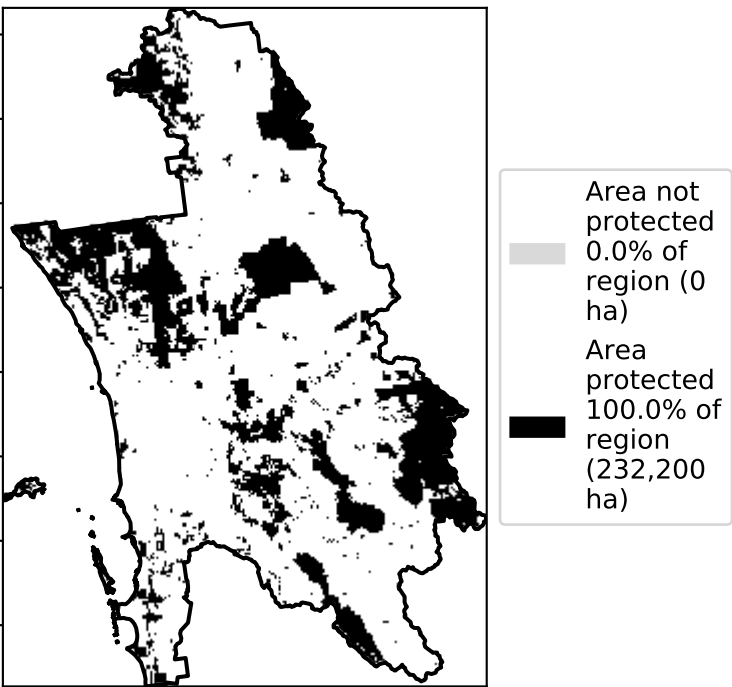 Area not
protected
0.0% of
region (0
ha)
Area
protected
100.0% of
region
(232,200
ha)